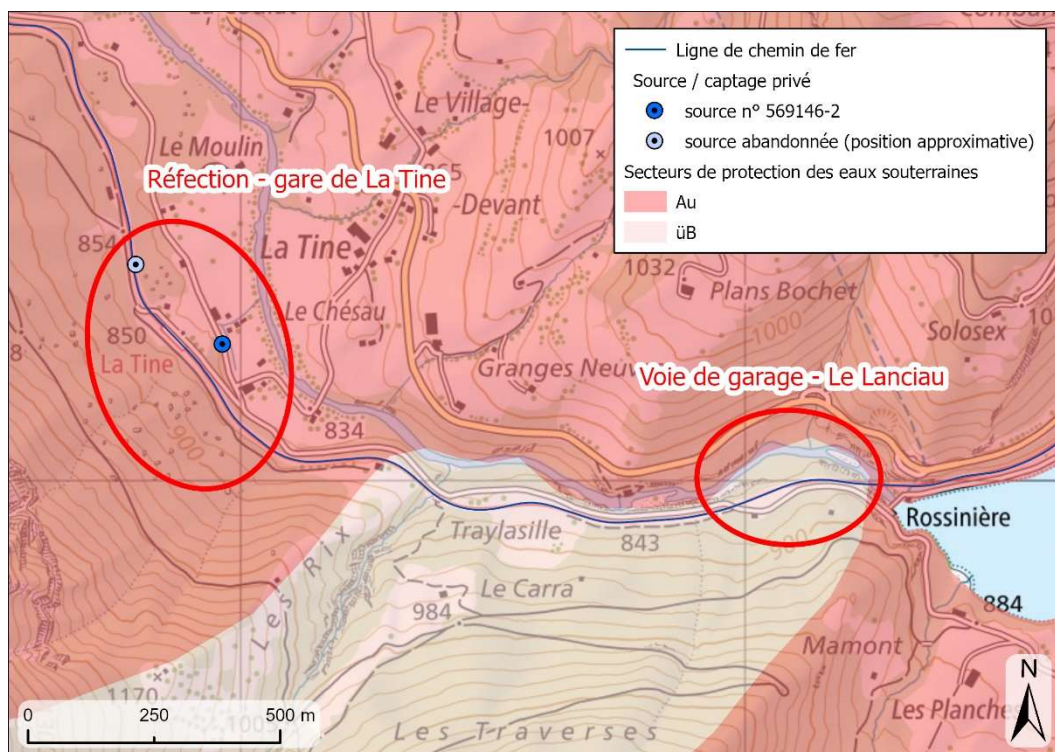 Ligne de chemin de fer
Source / captage privé
source n° 569146-2
source abandonnée (position approximative)
Secteurs de protection des eaux souterraines
Au
üB
Le Village-
1007
Le Moulin
Réfection - gare de La Tine
-Devant
854
La Tine
1032
Plans Bochet
Le Chésau
850
La Tine
1000
Solosex
900
Granges Neuv
Voie de garage - Le Lanciau
834
Rossinière
Traylasille
843
900
Les Rix
Le Carra
984
884
Mamont
1170
N
0 250 500 m
Les Traverses
Les Planches